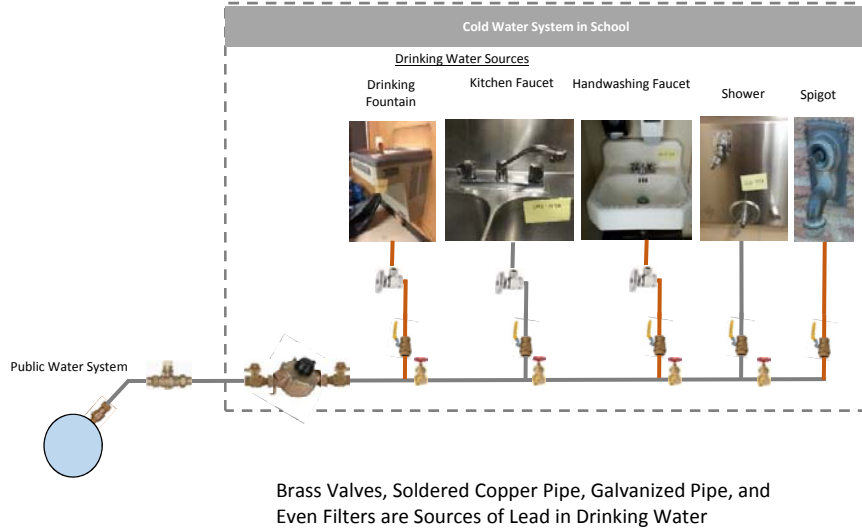 Cold Water System in School
Drinking Water Sources
Drinking
Fountain
Kitchen Faucet
Handwashing Faucet
Shower
Spigot
Public Water System
Brass Valves, Soldered Copper Pipe, Galvanized Pipe, and
Even Filters are Sources of Lead in Drinking Water